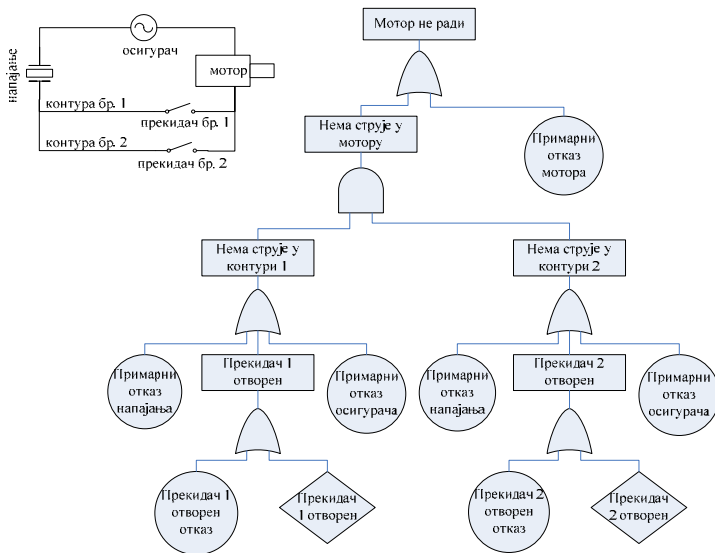 осигурач
напајање
мотор
контура бр. 1
прекидач бр. 1
контура бр. 2
прекидач бр. 2
Мотор не ради
Нема струје у
мотору
Примарни
отказ
мотора
Нема струје у
контури 1
Нема струје у
контури 2
Примарни
отказ
напајања
Прекидач 1
отворен
Примарни
отказ
осигурача
Примарни
отказ
напајања
Прекидач 2
отворен
Примарни
отказ
осигурача
Прекидач 1
отворен
отказ
Прекидач
1 отворен
Прекидач 2
отворен
отказ
Прекидач
2 отворен